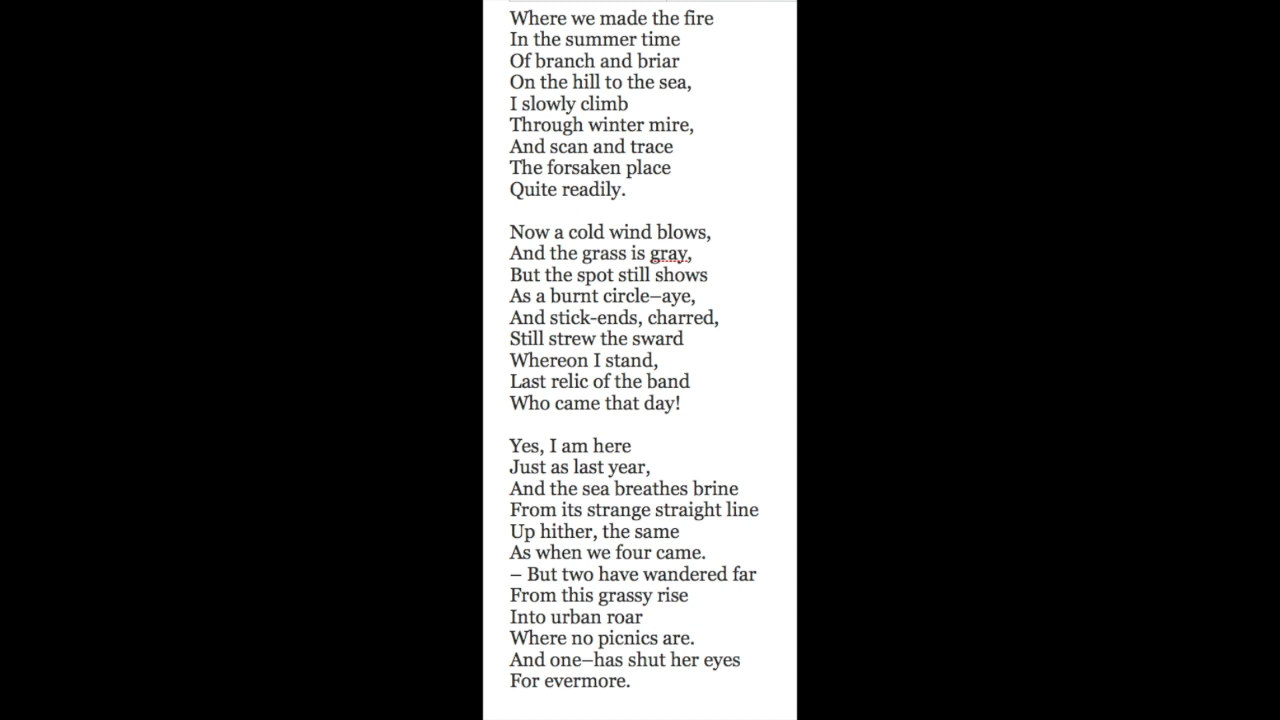 Where we made the fire
In the summer time
Of branch and briar
On the hill to the sea,
I slowly climb
Through winter mire,
And scan and trace
The forsaken place
Quite readily.

Now a cold wind blows,
And the grass is gray,
But the spot still shows
As a burnt circle–aye,
And stick-ends, charred,
Still strew the sward
Whereon I stand,
Last relic of the band
Who came that day!

Yes, I am here
Just as last year,
And the sea breathes brine
From its strange straight line
Up hither, the same
As when we four came.
– But two have wandered far
From this grassy rise
Into urban roar
Where no picnics are.
And one–has shut her eyes
For evermore.